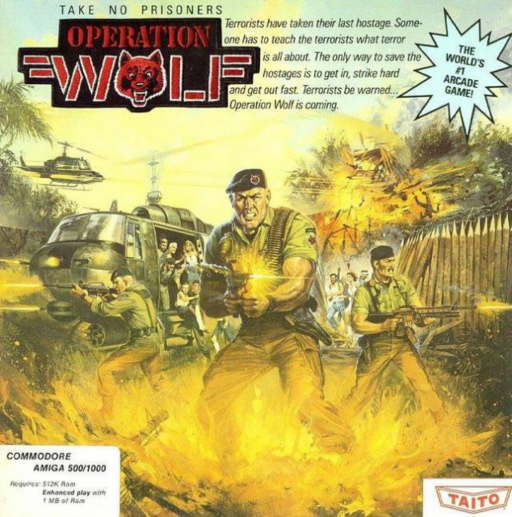 TAKE NO PRISONERS
OPERATION
WOLF
Terrorists have taken their last hostage. Some-
one has to teach the terrorists what terror
is all about. The only way to save the
hostages is to get in, strike hard
and get out fast. Terrorists be warned...
Operation Wolf is coming.
THE
WORLD'S
#1
ARCADE
GAME!
COMMODORE
AMIGA 500/1000
Requires: 512K Ram
Enhanced play with
1 MB of Ram
TAITO